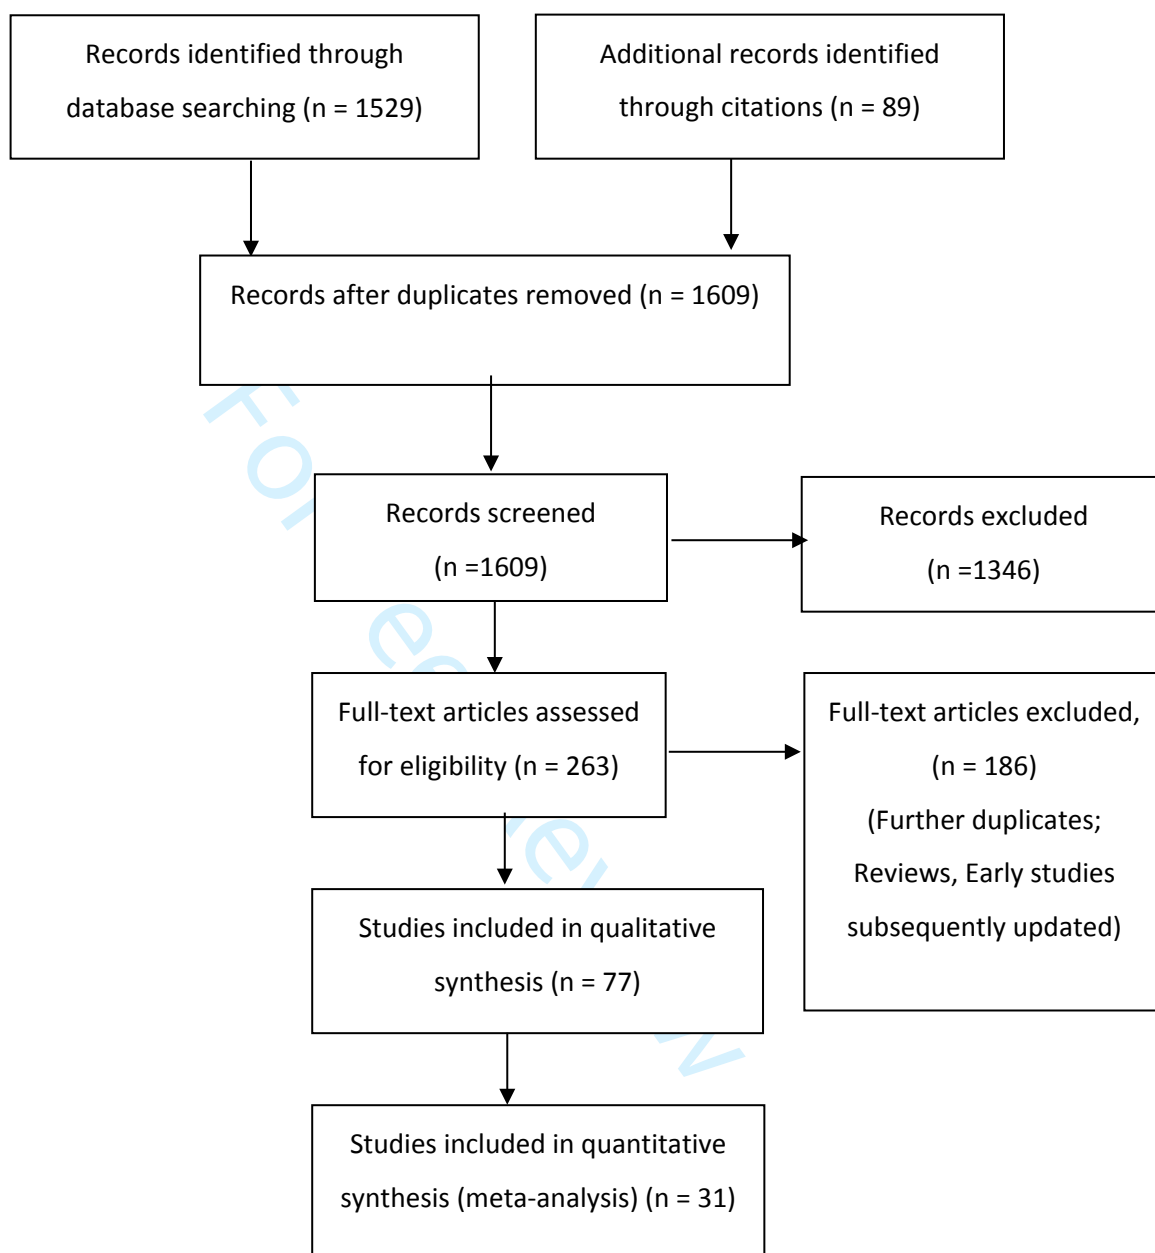 Records identified through
database searching (n = 1529)
Additional records identified
through citations (n = 89)
Records after duplicates removed (n = 1609)
Records screened
(n =1609)
Records excluded
(n =1346)
Full-text articles assessed
for eligibility (n = 263)
Full-text articles excluded,
(n = 186)
(Further duplicates;
Reviews, Early studies
subsequently updated)
Studies included in qualitative
synthesis (n = 77)
Studies included in quantitative
synthesis (meta-analysis) (n = 31)
For